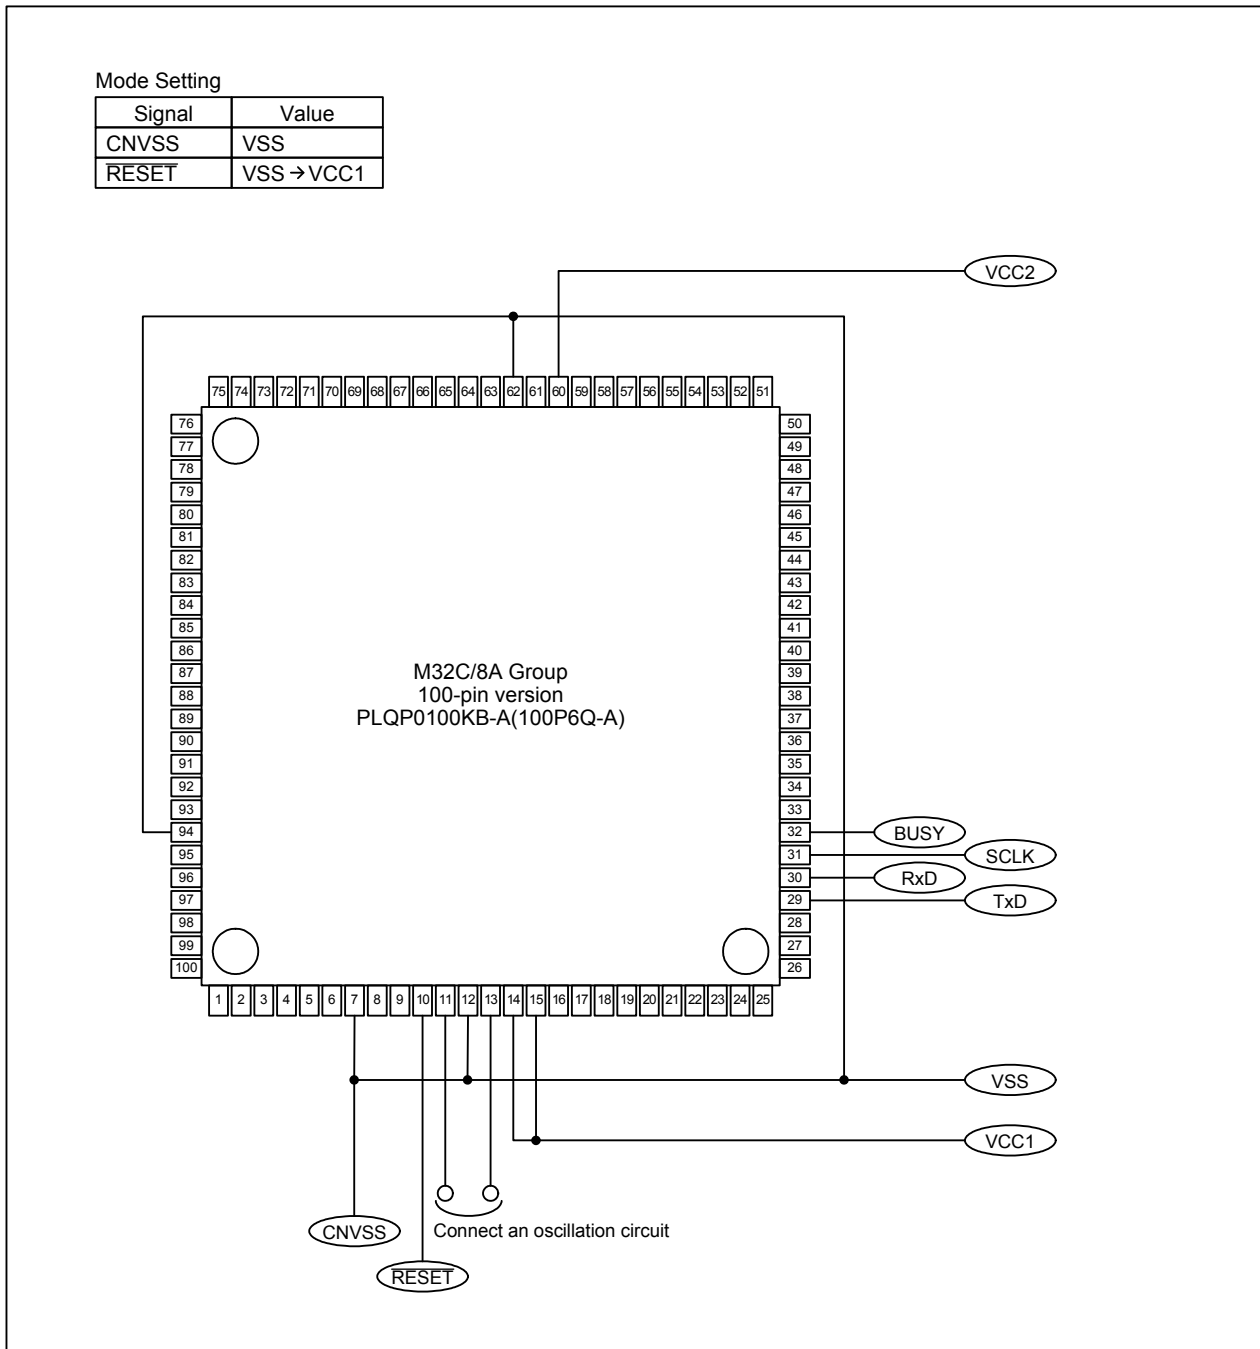 Mode Setting
Signal Value
CNVSS VSS
RESET VSS → VCC1
VCC2
75 74 73 72 71 70 69 68 67 66 65 64 63 62 61 60 59 58 57 56 55 54 53 52 51
76 50
77 49
78 48
79 47
80 46
81 45
82 44
83 43
84 42
85 41
86 40
87 39
88 38
89 37
90 36
91 35
92 34
93 33
94 32 BUSY
95 31 SCLK
96 30 RxD
97 29 TxD
98 28
99 27
100 26
M32C/8A Group
100-pin version
PLQP0100KB-A(100P6Q-A)
1 2 3 4 5 6 7 8 9 10 11 12 13 14 15 16 17 18 19 20 21 22 23 24 25
VSS
VCC1
CNVSS
Connect an oscillation circuit
RESET